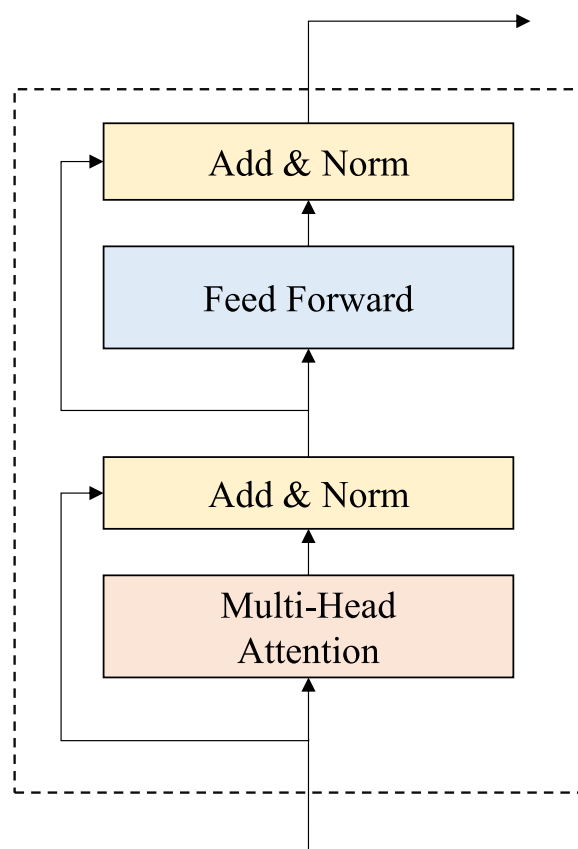 Add & Norm
Feed Forward
Add & Norm
Multi-Head
Attention